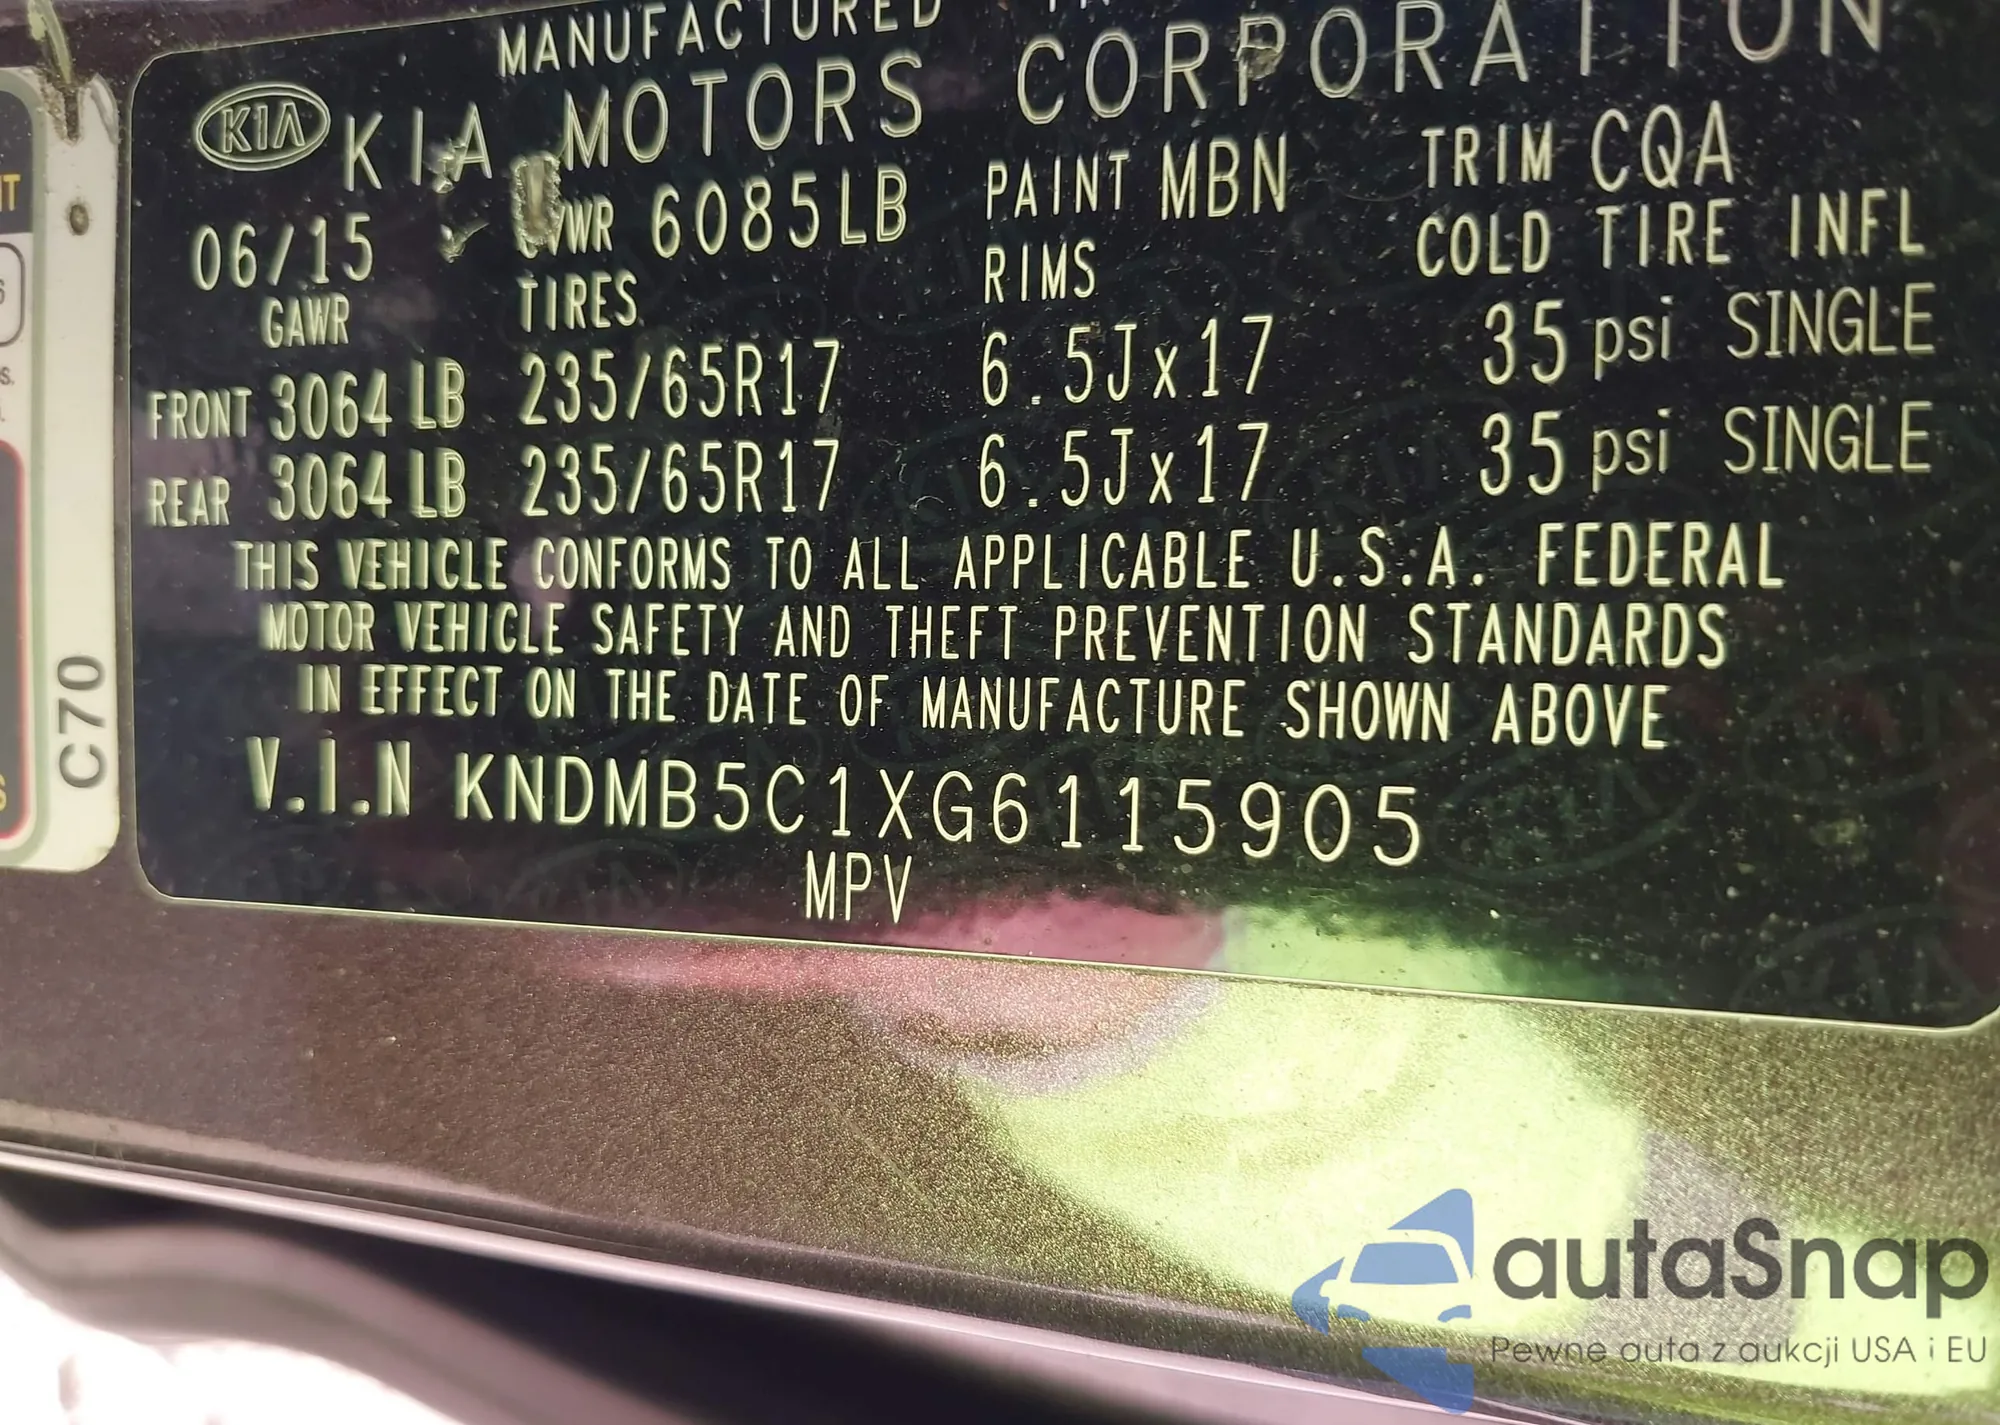 MANUFACTURED
KIA KIA MOTORS CORPORATION
06/15 GVWR 6085LB PAINT MBN TRIM CQA
GAWR TIRES RIMS COLD TIRE INFL
FRONT 3064 LB 235/65R17 6.5Jx17 35 psi SINGLE
REAR 3064 LB 235/65R17 6.5Jx17 35 psi SINGLE
THIS VEHICLE CONFORMS TO ALL APPLICABLE U.S.A. FEDERAL
MOTOR VEHICLE SAFETY AND THEFT PREVENTION STANDARDS
IN EFFECT ON THE DATE OF MANUFACTURE SHOWN ABOVE
V.I.N KNDMB5C1XG6115905
MPV
C70
autaSnap
Pewne auta z aukcji USA i EU